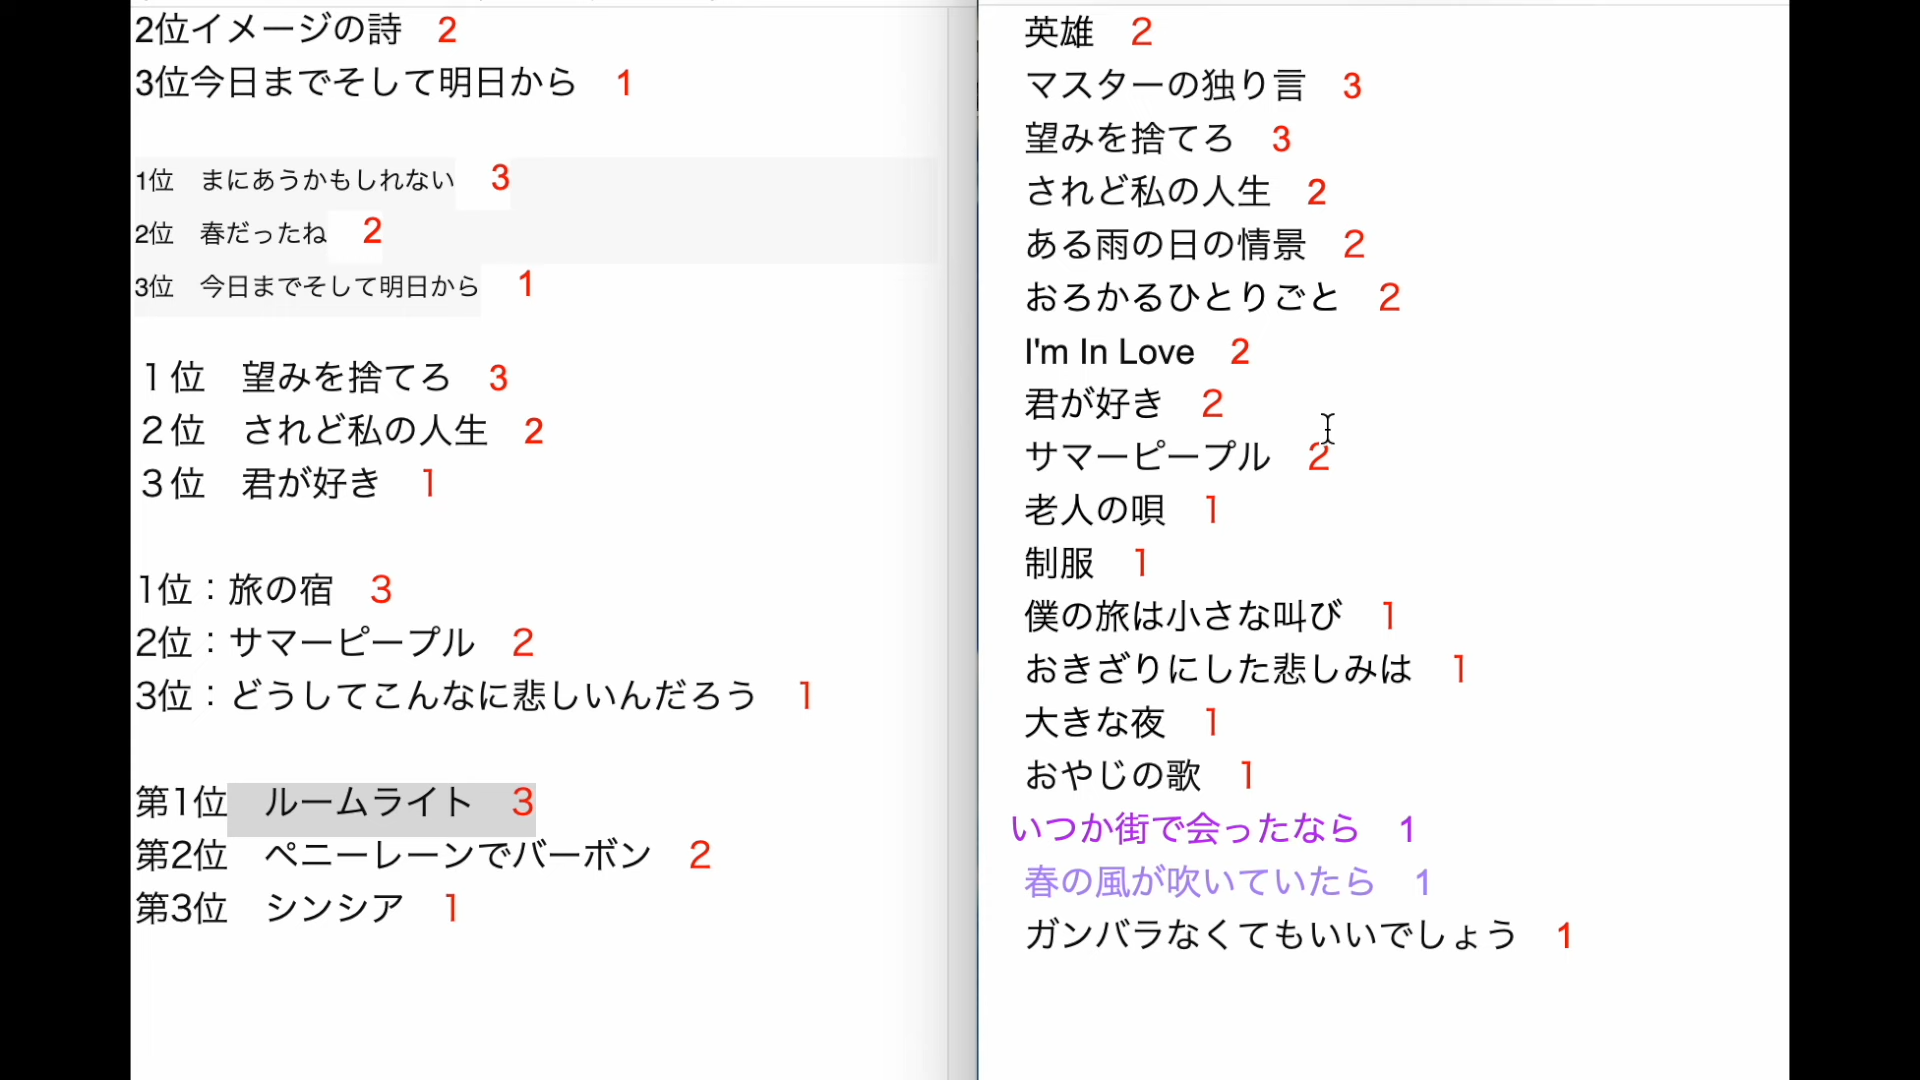 2位イメージの詩 2
3位今日までそして明日から 1
1位 まにあうかもしれない 3
2位 春だったね 2
3位 今日までそして明日から 1
１位 望みを捨てろ 3
２位 されど私の人生 2
３位 君が好き 1
1位：旅の宿 3
2位：サマーピープル 2
3位：どうしてこんなに悲しいんだろう 1
第1位 ルームライト 3
第2位 ペニーレーンでバーボン 2
第3位 シンシア 1
英雄 2
マスターの独り言 3
望みを捨てろ 3
されど私の人生 2
ある雨の日の情景 2
おろかるひとりごと 2
I'm In Love 2
君が好き 2
サマーピープル 2
老人の唄 1
制服 1
僕の旅は小さな叫び 1
おきざりにした悲しみは 1
大きな夜 1
おやじの歌 1
いつか街で会ったなら 1
春の風が吹いていたら 1
ガンバラなくてもいいでしょう 1